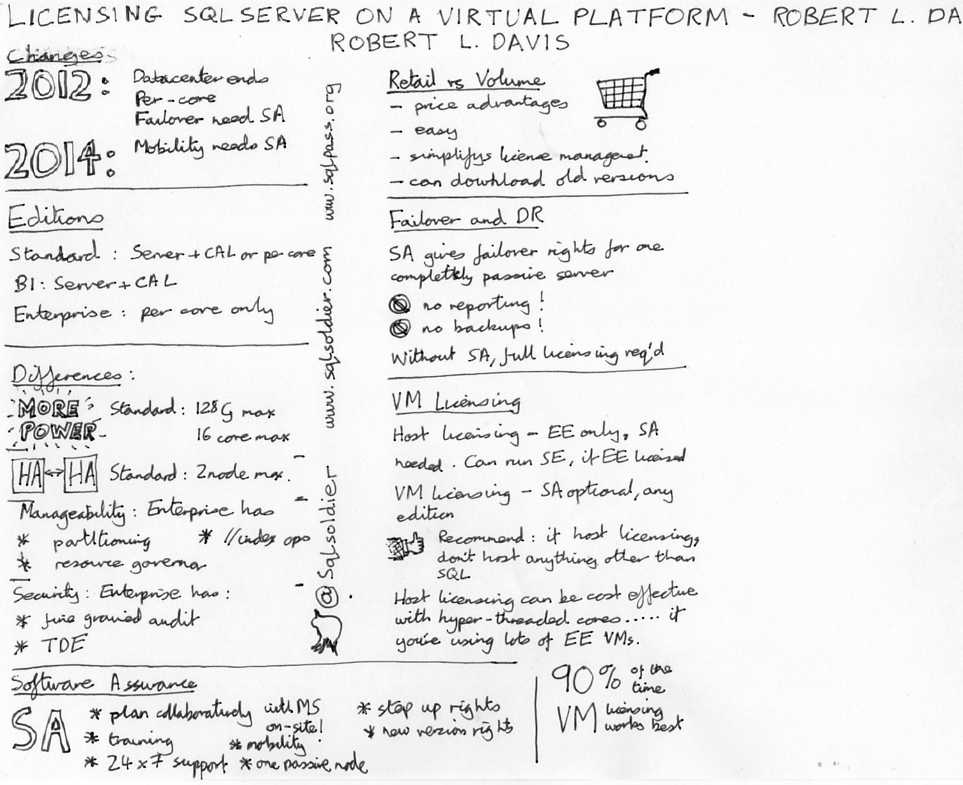 LICENSING SQL SERVER ON A VIRTUAL PLATFORM - ROBERT L. DA
ROBERT L. DAVIS
Changes
2012:
Datacenter ends
Per-core
Failover need SA
2014:
Mobility needs SA
Editions
Standard : Server + CAL or per core
BI: Server + CAL
Enterprise : per core only
Differences:
MORE
POWER
Standard : 128G max
16 core max
HA ↔ HA
Standard : 2 node max.
Manageability : Enterprise has
* partitioning
* //index ops
* resource governor
Security : Enterprise has :
* fine grained audit
* TDE
@Sqlsoldier www.sqlsoldier.com www.sqlpass.org
Retail vs Volume
- price advantages
- easy
- simplifys license managemet.
- can download old versions
Failover and DR
SA gives failover rights for one
completely passive server
no reporting!
no backups!
Without SA, full licensing req'd
VM Licensing
Host licensing - EE only, SA
needed. Can run SE, if EE licensed
VM licensing - SA optional, any
edition
Recommend : if host licensing,
don't host anything other than
SQL
Host licensing can be cost effective
with hyper-threaded cores..... if
you're using lots of EE VMs.
Software Assurance
SA
* plan collaboratively with MS
on-site!
* training
* mobility
* 24 x 7 support
* one passive node
* step up rights
* new version rights
90% of the
time
VM licensing
works best